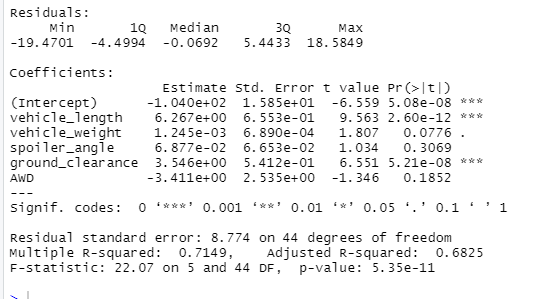 Residuals:
Min 1Q Median 3Q Max
-19.4701 -4.4994 -0.0692 5.4433 18.5849
Coefficients:
Estimate Std. Error t value Pr(>|t|)
(Intercept) -1.040e+02 1.585e+01 -6.559 5.08e-08 ***
vehicle_length 6.267e+00 6.553e-01 9.563 2.60e-12 ***
vehicle_weight 1.245e-03 6.890e-04 1.807 0.0776 .
spoiler_angle 6.877e-02 6.653e-02 1.034 0.3069
ground_clearance 3.546e+00 5.412e-01 6.551 5.21e-08 ***
AWD -3.411e+00 2.535e+00 -1.346 0.1852
---
Signif. codes: 0 ‘***’ 0.001 ‘**’ 0.01 ‘*’ 0.05 ‘.’ 0.1 ‘ ’ 1
Residual standard error: 8.774 on 44 degrees of freedom
Multiple R-squared: 0.7149, Adjusted R-squared: 0.6825
F-statistic: 22.07 on 5 and 44 DF, p-value: 5.35e-11
>